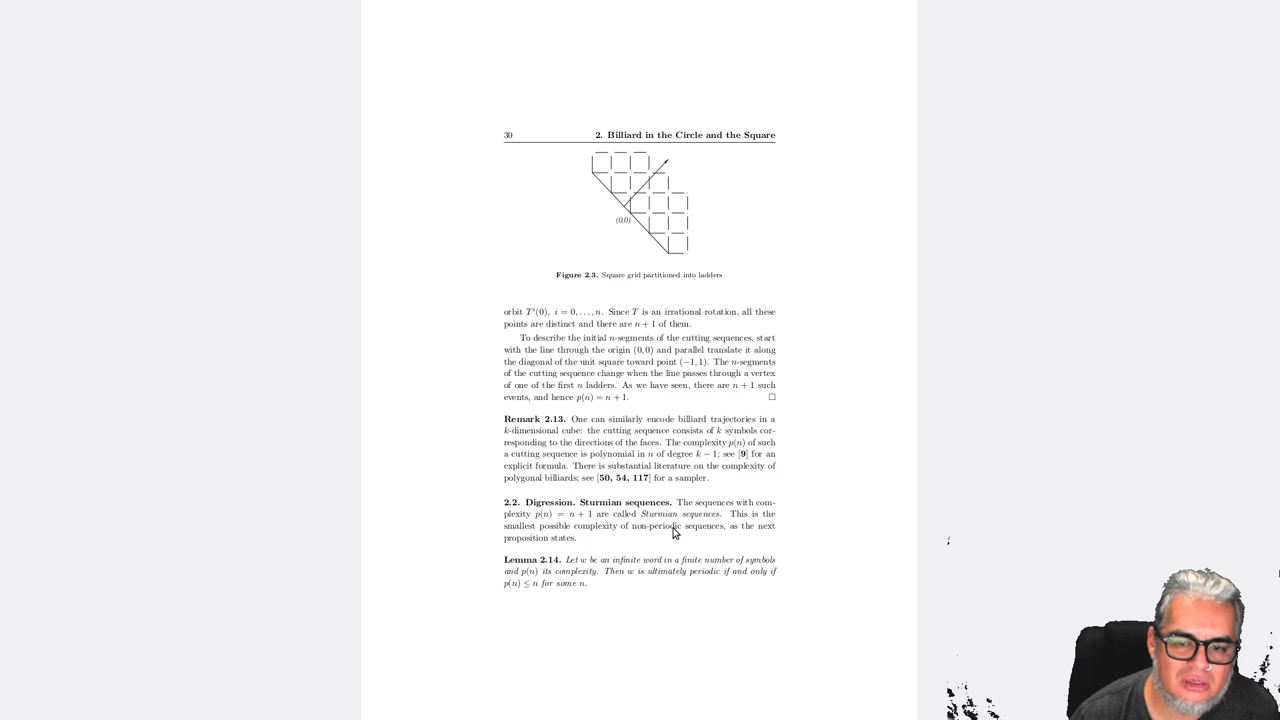 30 2. Billiard in the Circle and the Square
(0,0)
Figure 2.3. Square grid partitioned into ladders
orbit Tⁱ(0), i = 0, . . . , n. Since T is an irrational rotation, all these
points are distinct and there are n + 1 of them.
To describe the initial n-segments of the cutting sequences, start
with the line through the origin (0, 0) and parallel translate it along
the diagonal of the unit square toward point (−1, 1). The n-segments
of the cutting sequence change when the line passes through a vertex
of one of the first n ladders. As we have seen, there are n + 1 such
events, and hence p(n) = n + 1. □
Remark 2.13. One can similarly encode billiard trajectories in a
k-dimensional cube: the cutting sequence consists of k symbols cor-
responding to the directions of the faces. The complexity p(n) of such
a cutting sequence is polynomial in n of degree k − 1; see [9] for an
explicit formula. There is substantial literature on the complexity of
polygonal billiards; see [50, 54, 117] for a sampler.
2.2. Digression. Sturmian sequences. The sequences with com-
plexity p(n) = n + 1 are called Sturmian sequences. This is the
smallest possible complexity of non-periodic sequences, as the next
proposition states.
Lemma 2.14. Let w be an infinite word in a finite number of symbols
and p(n) its complexity. Then w is ultimately periodic if and only if
p(n) ≤ n for some n.